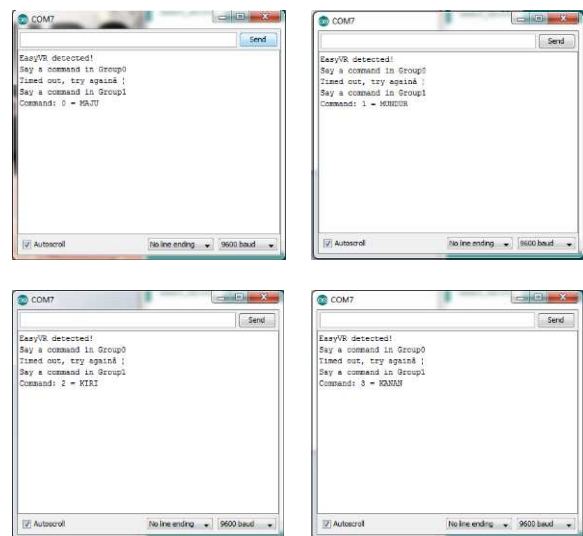 COM7
Send
EasyVR detected!
Say a command in Group0
Timed out, try againâ ¦
Say a command in Group1
Command: 0 = MAJU
Autoscroll
No line ending
9600 baud
COM7
Send
EasyVR detected!
Say a command in Group0
Timed out, try againâ ¦
Say a command in Group1
Command: 1 = MUNDUR
Autoscroll
No line ending
9600 baud
COM7
Send
EasyVR detected!
Say a command in Group0
Timed out, try againâ ¦
Say a command in Group1
Command: 2 = KIRI
Autoscroll
No line ending
9600 baud
COM7
Send
EasyVR detected!
Say a command in Group0
Timed out, try againâ ¦
Say a command in Group1
Command: 3 = KANAN
Autoscroll
No line ending
9600 baud